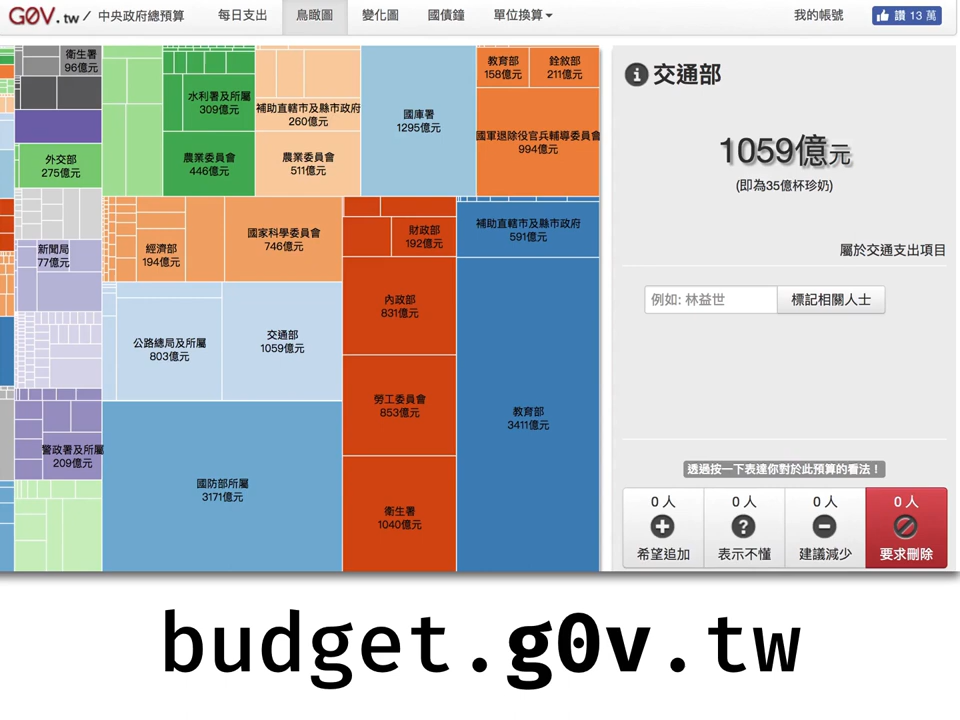 G0V.tw / 中央政府總預算 每日支出 鳥瞰圖 變化圖 國債鐘 單位換算 我的帳號 讚 13 萬
衛生署
96億元
外交部
275億元
新聞局
77億元
警政署及所屬
209億元
水利署及所屬
309億元
農業委員會
446億元
補助直轄市及縣市政府
260億元
農業委員會
511億元
國庫署
1295億元
教育部
158億元
銓敘部
211億元
國軍退除役官兵輔導委員會
994億元
經濟部
194億元
國家科學委員會
746億元
財政部
192億元
補助直轄市及縣市政府
591億元
公路總局及所屬
803億元
交通部
1059億元
內政部
831億元
勞工委員會
853億元
衛生署
1040億元
教育部
3411億元
國防部所屬
3171億元
交通部
1059億元
(即為35億杯珍奶)
屬於交通支出項目
例如: 林益世 標記相關人士
透過按一下表達你對於此預算的看法！
0 人 0 人 0 人 0 人
希望追加 表示不懂 建議減少 要求刪除
budget.g0v.tw